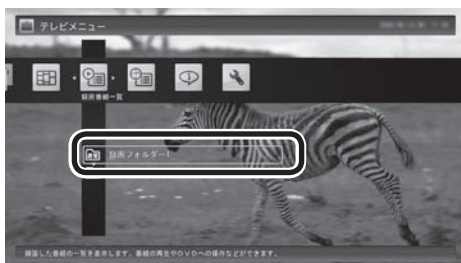 テレビメニュー
録画番組一覧
録画フォルダー1
録画した番組の一覧を表示します。番組の再生やDVDへの保存などができます。